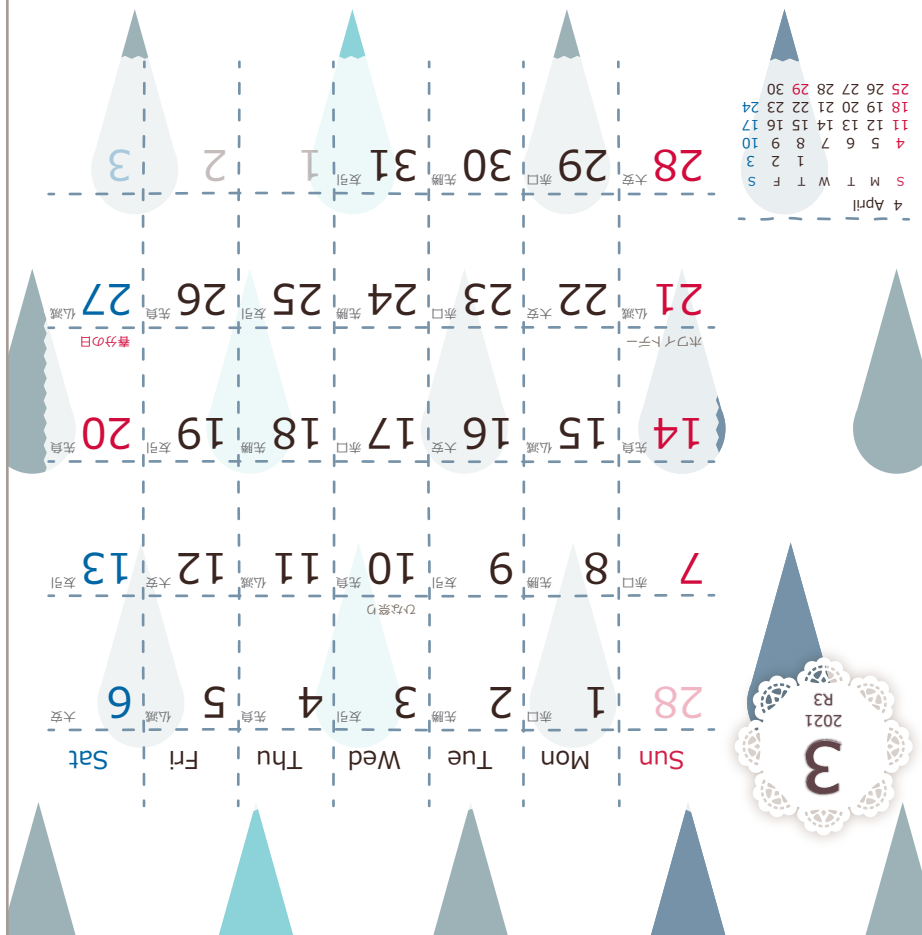 3
2021
R3
Sun Mon Tue Wed Thu Fri Sat
28 1 赤口 2 先勝 3 友引 4 先負 5 仏滅 6 大安
ひな祭り
7 赤口 8 先勝 9 友引 10 先負 11 仏滅 12 大安 13 友引
14 先負 15 仏滅 16 大安 17 赤口 18 先勝 19 友引 20 先負
ホワイトデー 春分の日
21 仏滅 22 大安 23 赤口 24 先勝 25 友引 26 先負 27 仏滅
28 大安 29 赤口 30 先勝 31 友引 1 2 3
4 April
S M T W T F S
1 2 3
4 5 6 7 8 9 10
11 12 13 14 15 16 17
18 19 20 21 22 23 24
25 26 27 28 29 30